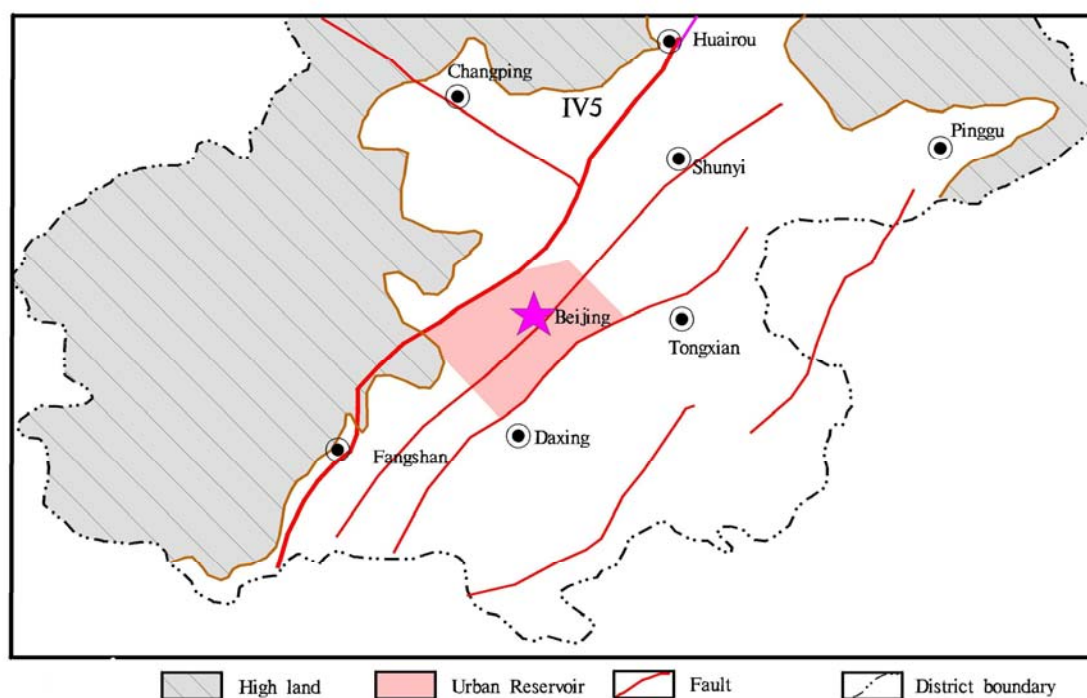 Huairou
Changping
IV5
Pinggu
Shunyi
Beijing
Tongxian
Daxing
Fangshan
High land
Urban Reservoir
Fault
District boundary